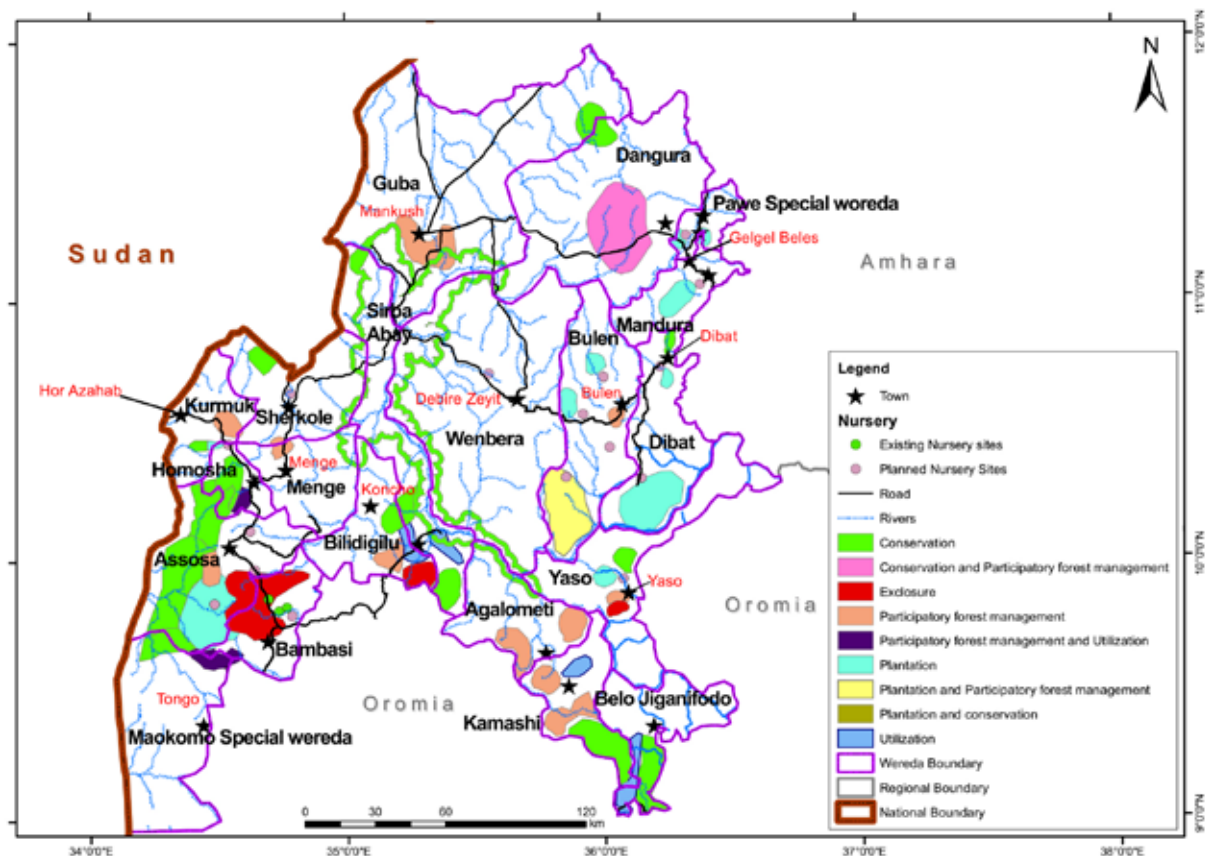 N
12°0'0"N
Dangura
Guba
Mankush
Pawe Special woreda
Gelgel Beles
Sudan
Amhara
11°0'0"N
Sirba
Abay
Bulen
Mandura
Dibat
Hor Azahab
Kurmuk
Sherkole
Debire Zeyit
Bulen
Wenbera
Dibat
Homosha
Menge
Menge
Koncho
Bilidigilu
Assosa
Yaso
Yaso
10°0'0"N
Agalometi
Oromia
Bambasi
Oromia
Tongo
Belo Jiganifodo
Kamashi
Maokomo Special wereda
Legend
Town
Nursery
Existing Nursery sites
Planned Nursery Sites
Road
Rivers
Conservation
Conservation and Participatory forest management
Exclosure
Participatory forest management
Participatory forest management and Utilization
Plantation
Plantation and Participatory forest management
Plantation and conservation
Utilization
Wereda Boundary
Regional Boundary
National Boundary
0 30 60 120
km
9°0'0"N
34°0'0"E 35°0'0"E 36°0'0"E 37°0'0"E 38°0'0"E